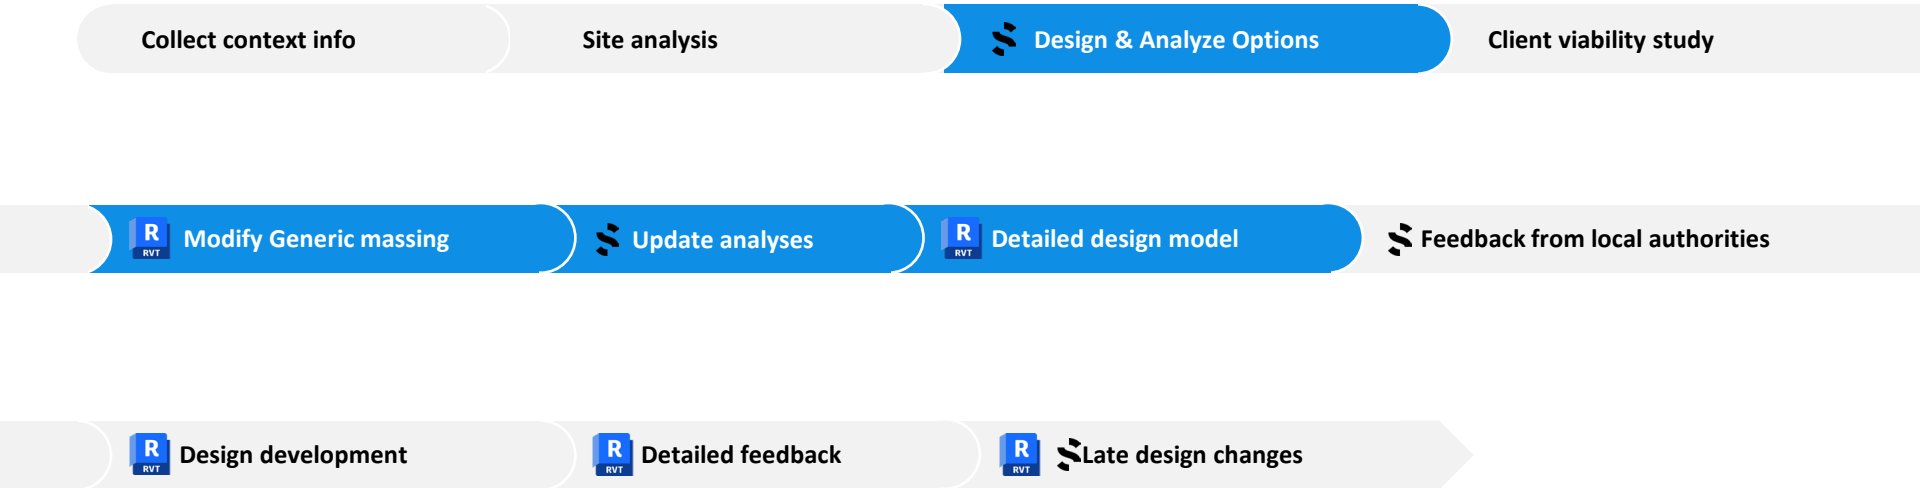 Collect context info
Site analysis
Design & Analyze Options
Client viability study
R
RVT
Modify Generic massing
Update analyses
R
RVT
Detailed design model
Feedback from local authorities
R
RVT
Design development
R
RVT
Detailed feedback
R
RVT
Late design changes